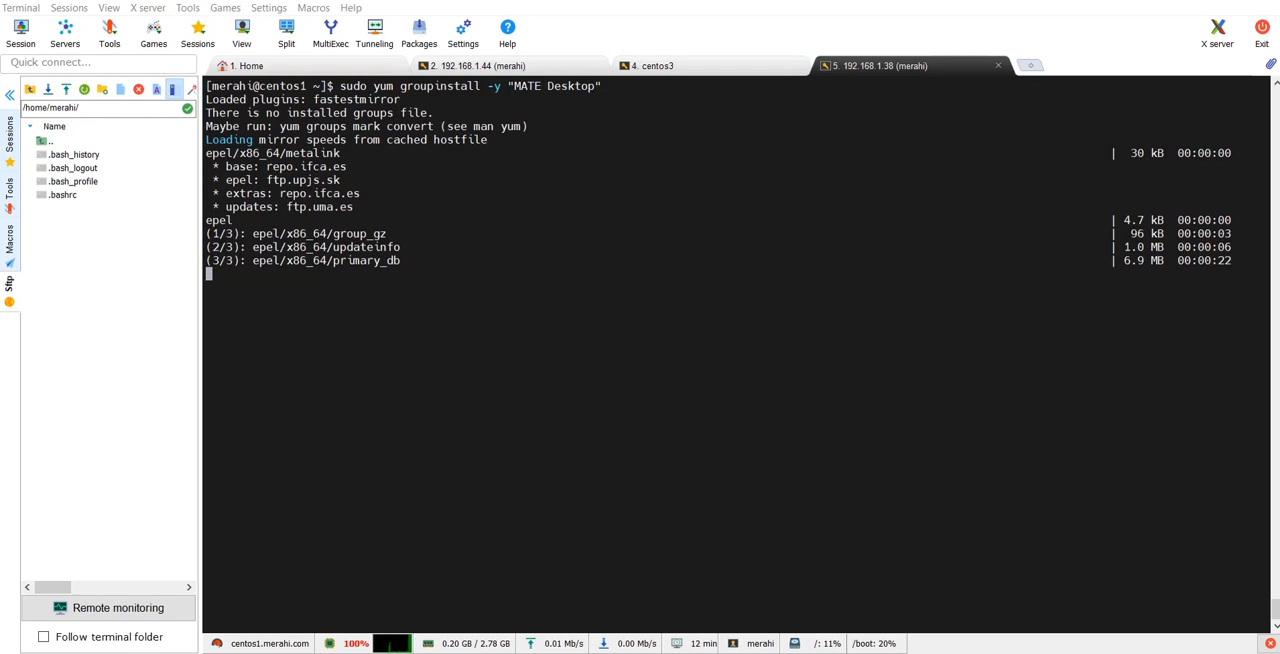 Terminal Sessions View X server Tools Games Settings Macros Help
Session Servers Tools Games Sessions View Split MultiExec Tunneling Packages Settings Help X server Exit
Quick connect...
1. Home
2. 192.168.1.44 (merahi)
4. centos3
5. 192.168.1.38 (merahi)
/home/merahi/
Name
..
.bash_history
.bash_logout
.bash_profile
.bashrc
Sessions
Tools
Macros
Sftp
[merahi@centos1 ~]$ sudo yum groupinstall -y "MATE Desktop"
Loaded plugins: fastestmirror
There is no installed groups file.
Maybe run: yum groups mark convert (see man yum)
Loading mirror speeds from cached hostfile
epel/x86_64/metalink | 30 kB 00:00:00
* base: repo.ifca.es
* epel: ftp.upjs.sk
* extras: repo.ifca.es
* updates: ftp.uma.es
epel | 4.7 kB 00:00:00
(1/3): epel/x86_64/group_gz | 96 kB 00:00:03
(2/3): epel/x86_64/updateinfo | 1.0 MB 00:00:06
(3/3): epel/x86_64/primary_db | 6.9 MB 00:00:22
Remote monitoring
Follow terminal folder
centos1.merahi.com 100% 0.20 GB / 2.78 GB 0.01 Mb/s 0.00 Mb/s 12 min merahi /: 11% /boot: 20%